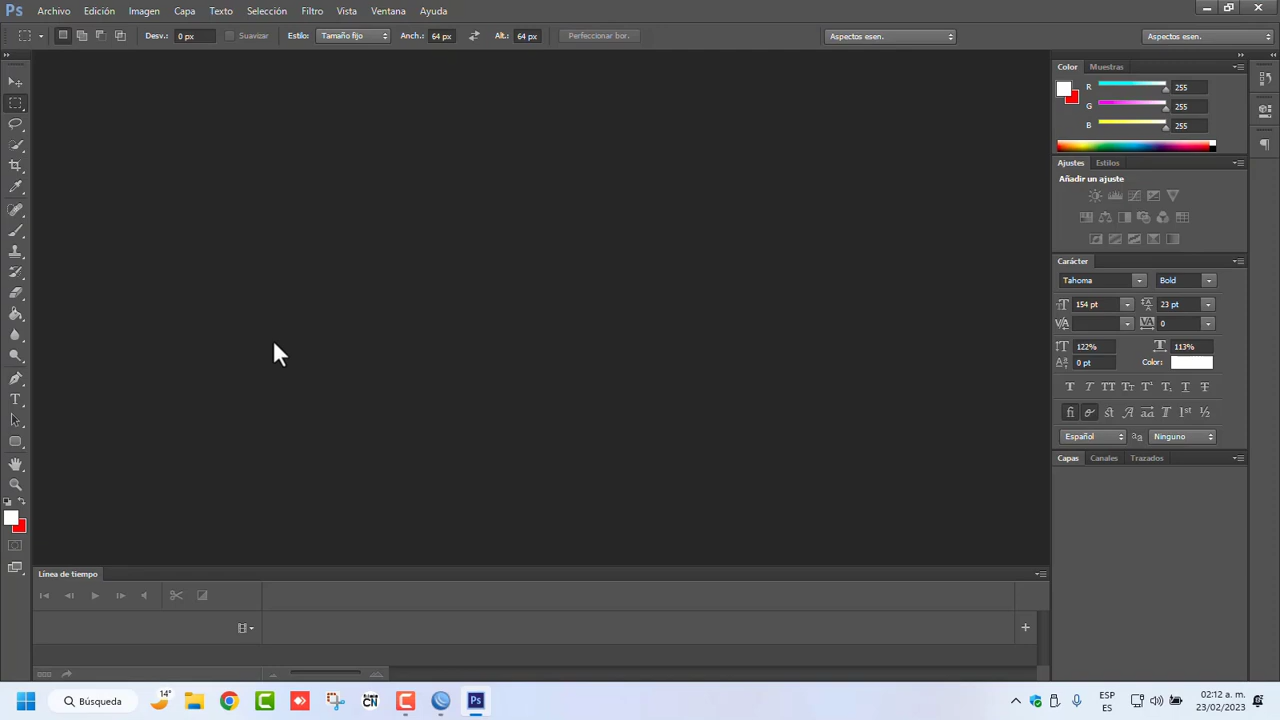 Ps Archivo Edición Imagen Capa Texto Selección Filtro Vista Ventana Ayuda
Desv.: 0 px Suavizar Estilo: Tamaño fijo Anch.: 64 px Alt.: 64 px Perfeccionar bor. Aspectos esen. Aspectos esen.
Color Muestras
R 255
G 255
B 255
Ajustes Estilos
Añadir un ajuste
Carácter
Tahoma Bold
154 pt 23 pt
0
122% 113%
0 pt Color:
Español aa Ninguno
Capas Canales Trazados
Línea de tiempo
Búsqueda 14° CN C Ps ESP ES 02:12 a. m. 23/02/2023